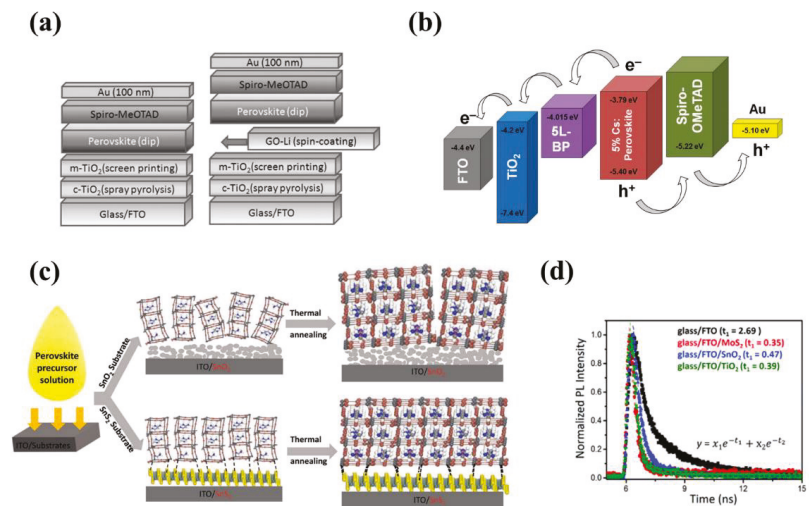 (a)
Au (100 nm)
Spiro-MeOTAD
Perovskite (dip)
m-TiO₂(screen printing)
c-TiO₂(spray pyrolysis)
Glass/FTO
Au (100 nm)
Spiro-MeOTAD
Perovskite (dip)
GO-Li (spin-coating)
m-TiO₂(screen printing)
c-TiO₂(spray pyrolysis)
Glass/FTO
(b)
e⁻
-4.4 eV
FTO
-4.2 eV
TiO₂
-7.4 eV
-4.015 eV
5L-
BP
e⁻
-3.79 eV
5% Cs:
Perovskite
-5.40 eV
h⁺
Spiro-
OMeTAD
-5.22 eV
Au
-5.10 eV
h⁺
(c)
Perovskite
precursor
solution
ITO/Substrates
SnO₂ Substrate
SnS₂ Substrate
ITO/SnO₂
Thermal
annealing
ITO/SnO₂
ITO/SnS₂
Thermal
annealing
ITO/SnS₂
(d)
Normalized PL Intensity
1.0
0.8
0.6
0.4
0.2
0.0
glass/FTO (t₁ = 2.69 )
glass/FTO/MoS₂ (t₁ = 0.35)
glass/FTO/SnO₂ (t₁ = 0.47)
glass/FTO/TiO₂ (t₁ = 0.39)
y = x₁e^−t₁ + x₂e^−t₂
6 9 12 15
Time (ns)